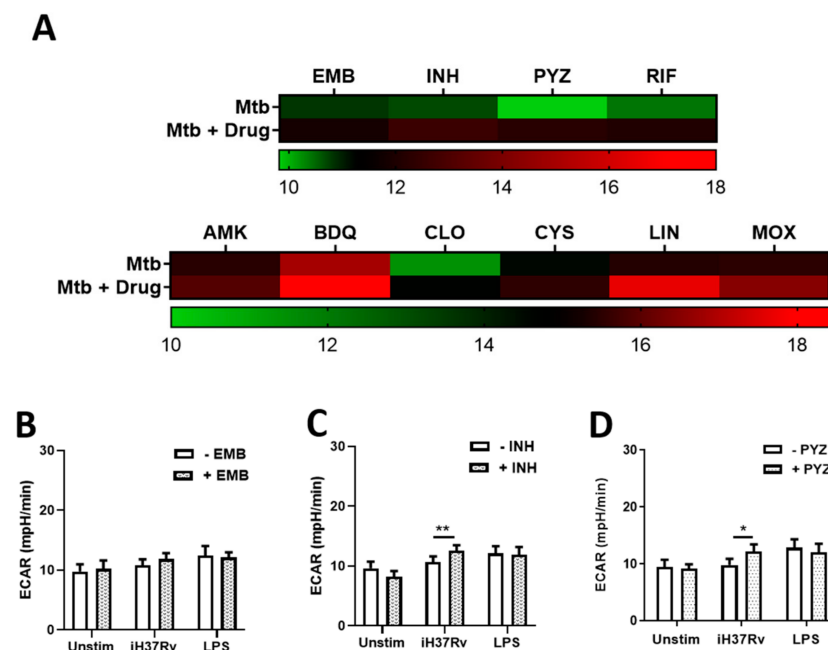 A
EMB INH PYZ RIF
Mtb
Mtb + Drug
10 12 14 16 18
AMK BDQ CLO CYS LIN MOX
Mtb
Mtb + Drug
10 12 14 16 18
B
ECAR (mpH/min)
30
20
10
0
- EMB
+ EMB
Unstim iH37Rv LPS
C
ECAR (mpH/min)
30
20
10
0
- INH
+ INH
**
Unstim iH37Rv LPS
D
ECAR (mpH/min)
30
20
10
0
- PYZ
+ PYZ
*
Unstim iH37Rv LPS